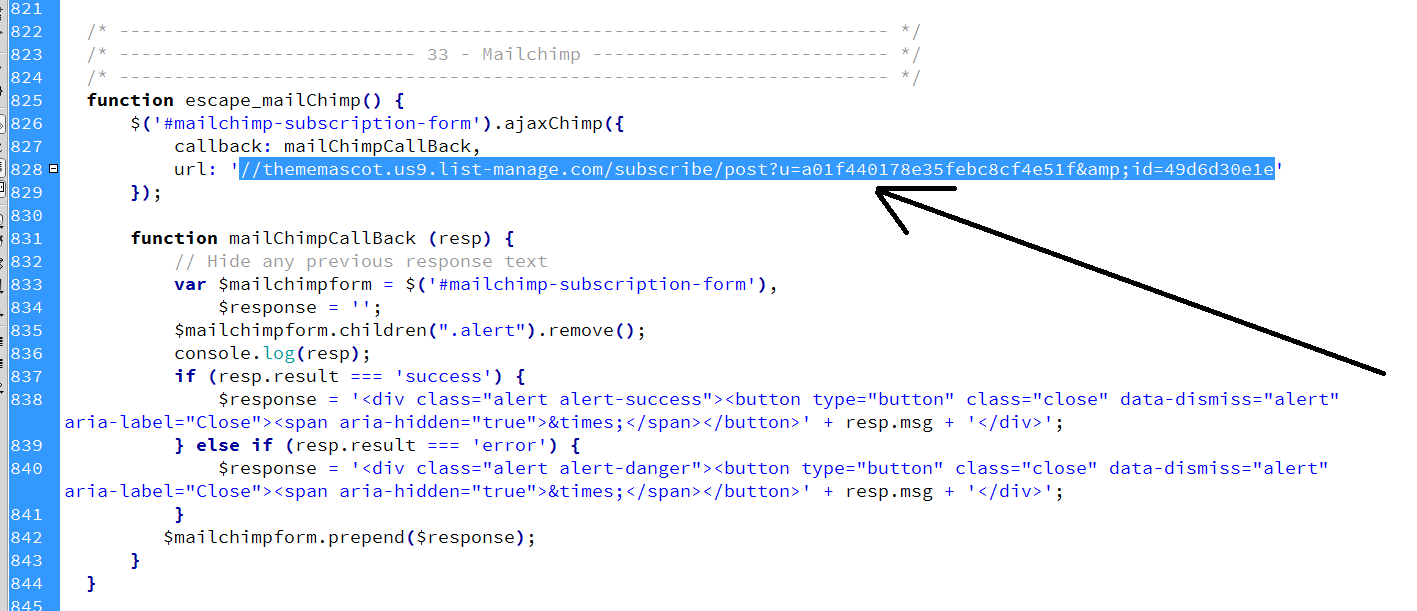 821
822 /* ---------------------------------------------------------------------- */
823 /* --------------------------- 33 - Mailchimp --------------------------- */
824 /* ---------------------------------------------------------------------- */
825 function escape_mailChimp() {
826 $('#mailchimp-subscription-form').ajaxChimp({
827 callback: mailChimpCallBack,
828 url: '//thememascot.us9.list-manage.com/subscribe/post?u=a01f440178e35febc8cf4e51f&amp;id=49d6d30e1e'
829 });
830
831 function mailChimpCallBack (resp) {
832 // Hide any previous response text
833 var $mailchimpform = $('#mailchimp-subscription-form'),
834 $response = '';
835 $mailchimpform.children(".alert").remove();
836 console.log(resp);
837 if (resp.result === 'success') {
838 $response = '<div class="alert alert-success"><button type="button" class="close" data-dismiss="alert"
aria-label="Close"><span aria-hidden="true">&times;</span></button>' + resp.msg + '</div>';
839 } else if (resp.result === 'error') {
840 $response = '<div class="alert alert-danger"><button type="button" class="close" data-dismiss="alert"
aria-label="Close"><span aria-hidden="true">&times;</span></button>' + resp.msg + '</div>';
841 }
842 $mailchimpform.prepend($response);
843 }
844 }
845